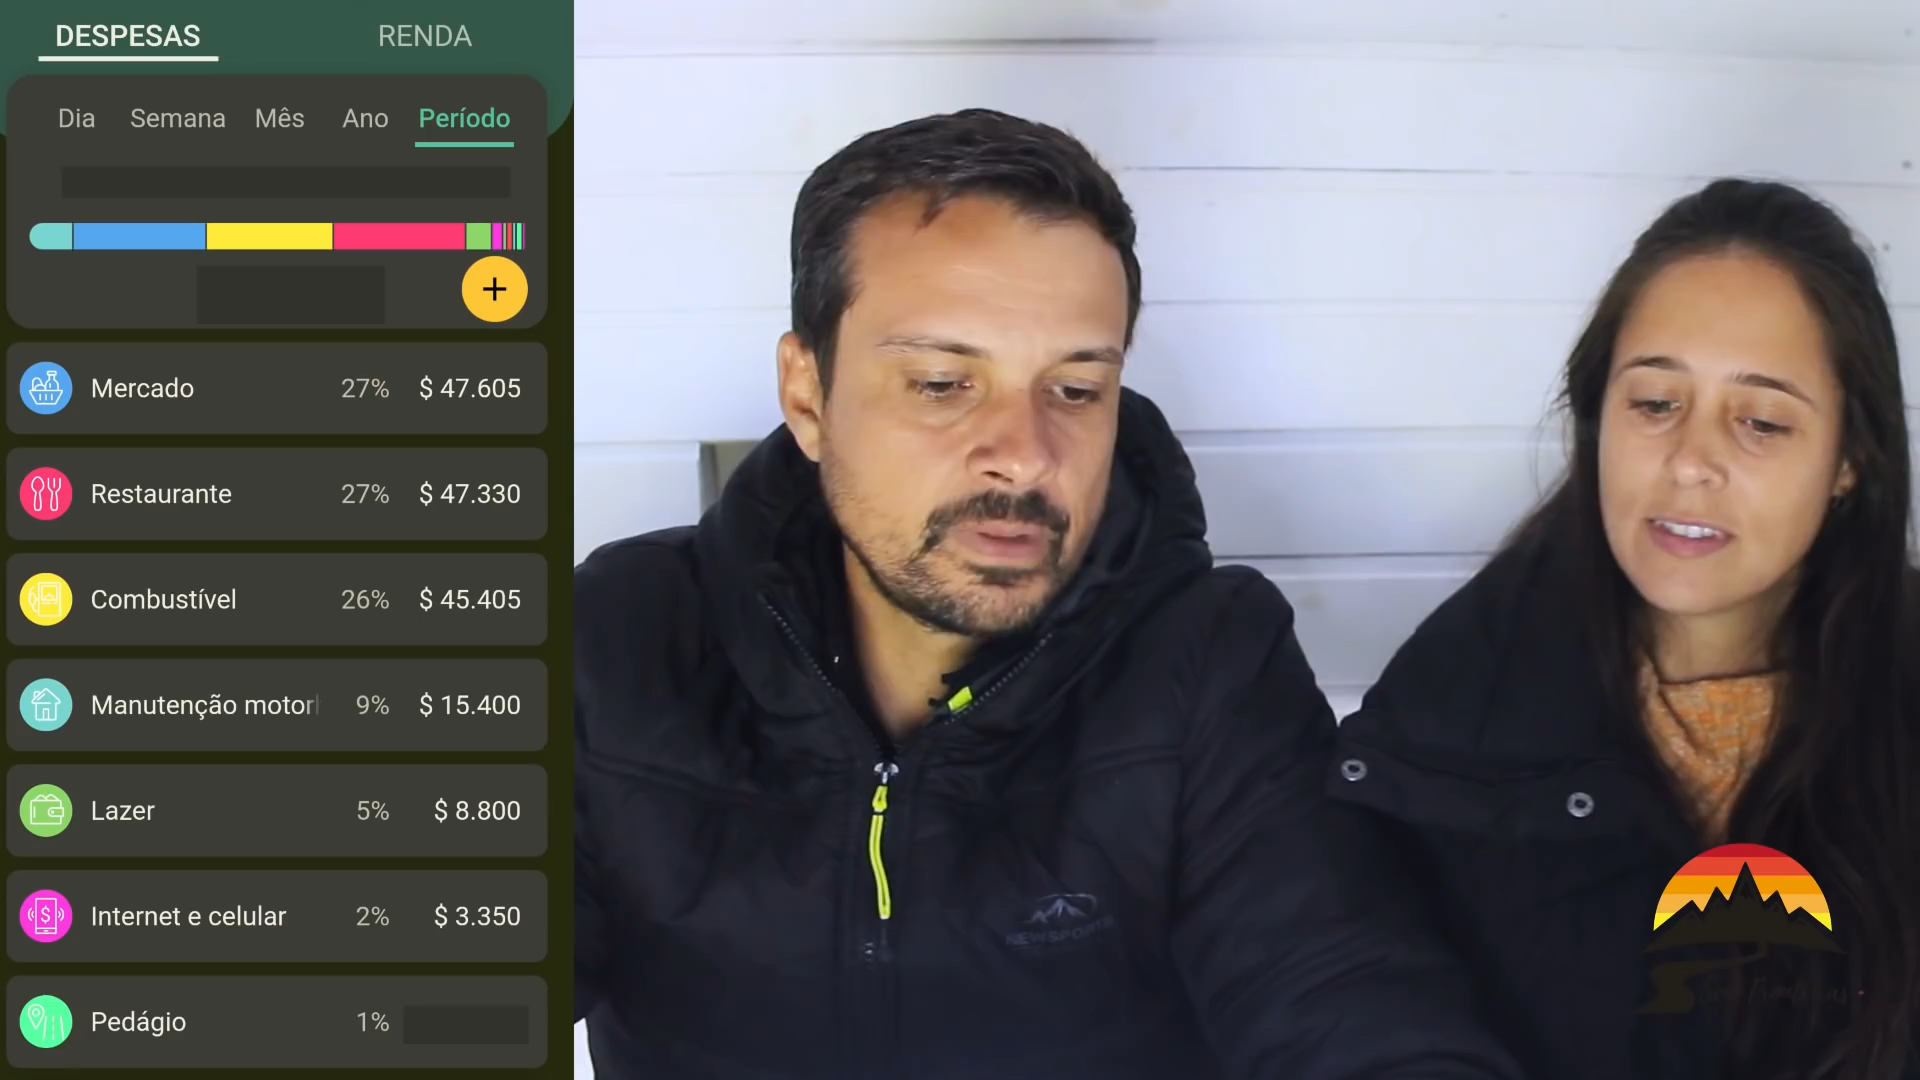 DESPESAS RENDA
Dia Semana Mês Ano Período
Mercado 27% $ 47.605
Restaurante 27% $ 47.330
Combustível 26% $ 45.405
Manutenção motor 9% $ 15.400
Lazer 5% $ 8.800
Internet e celular 2% $ 3.350
Pedágio 1%
NEWSPORT